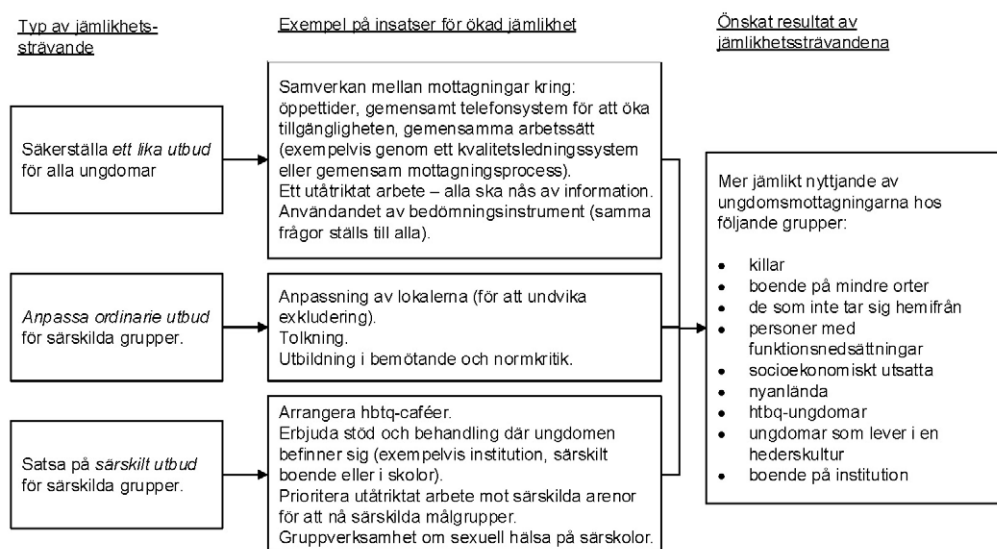 Typ av jämlikhets-
strävande
Exempel på insatser för ökad jämlikhet
Önskat resultat av
jämlikhetssträvandena
Säkerställa ett lika utbud
för alla ungdomar
Samverkan mellan mottagningar kring:
öppettider, gemensamt telefonsystem för att öka
tillgängligheten, gemensamma arbetssätt
(exempelvis genom ett kvalitetsledningssystem
eller gemensam mottagningsprocess).
Ett utåtriktat arbete – alla ska nås av information.
Användandet av bedömningsinstrument (samma
frågor ställs till alla).
Anpassa ordinarie utbud
för särskilda grupper.
Anpassning av lokalerna (för att undvika
exkludering).
Tolkning.
Utbildning i bemötande och normkritik.
Satsa på särskilt utbud
för särskilda grupper.
Arrangera hbtq-caféer.
Erbjuda stöd och behandling där ungdomen
befinner sig (exempelvis institution, särskilt
boende eller i skolor).
Prioritera utåtriktat arbete mot särskilda arenor
för att nå särskilda målgrupper.
Gruppverksamhet om sexuell hälsa på särskolor.
Mer jämlikt nyttjande av
ungdomsmottagningarna hos
följande grupper:
• killar
• boende på mindre orter
• de som inte tar sig hemifrån
• personer med
funktionsnedsättningar
• socioekonomiskt utsatta
• nyanlända
• htbq-ungdomar
• ungdomar som lever i en
hederskultur
• boende på institution